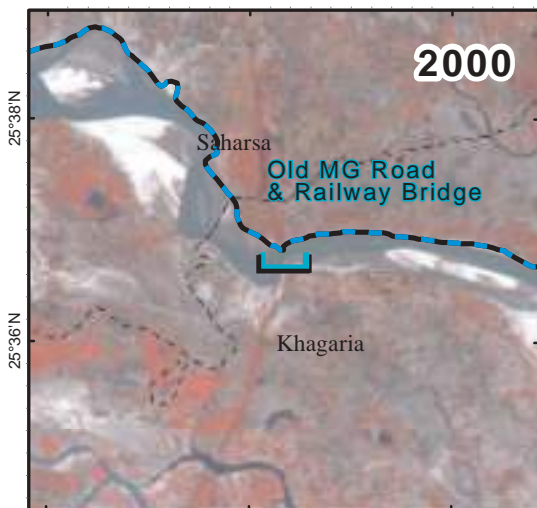 2000
25°38'N
Saharsa
Old MG Road
& Railway Bridge
25°36'N
Khagaria